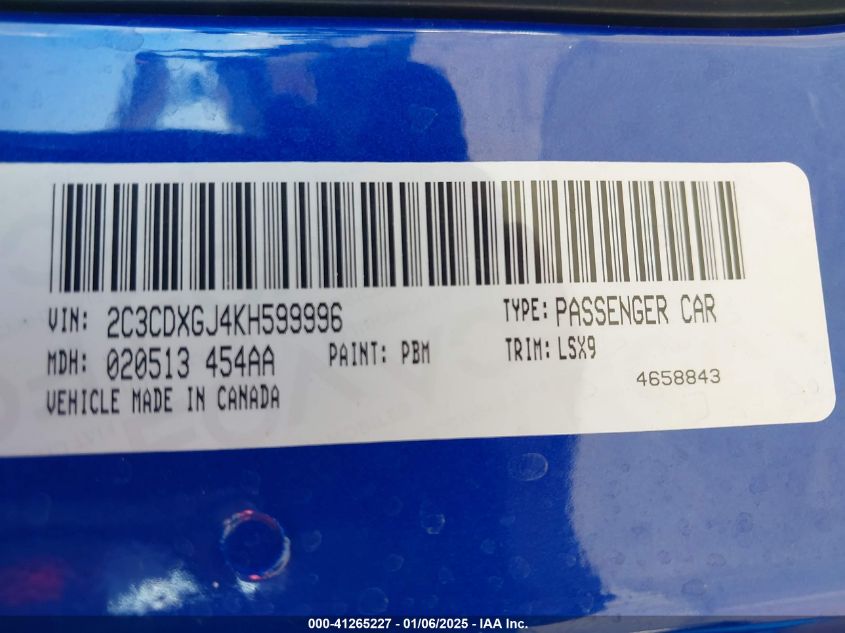 VIN: 2C3CDXGJ4KH599996 TYPE: PASSENGER CAR
MDH: 020513 454AA PAINT: PBM TRIM: LSX9
4658843
VEHICLE MADE IN CANADA
000-41265227 - 01/06/2025 - IAA Inc.